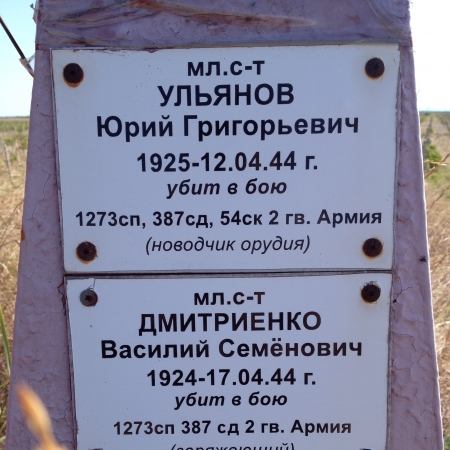 мл.с-т
УЛЬЯНОВ
Юрий Григорьевич
1925-12.04.44 г.
убит в бою
1273сп, 387сд, 54ск 2 гв. Армия
(новодчик орудия)
мл.с-т
ДМИТРИЕНКО
Василий Семёнович
1924-17.04.44 г.
убит в бою
1273сп 387 сд 2 гв. Армия
(заряжающий)